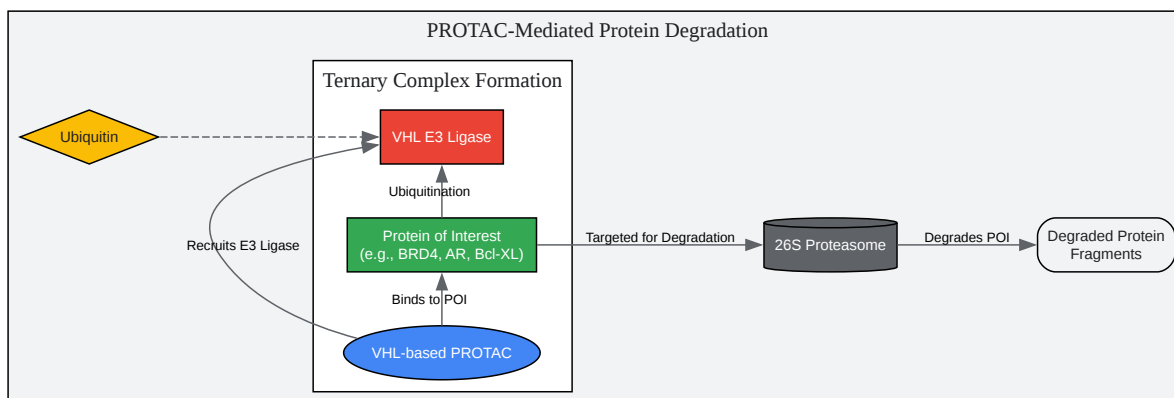 PROTAC-Mediated Protein Degradation
Ternary Complex Formation
Ubiquitin
VHL E3 Ligase
Ubiquitination
Recruits E3 Ligase
Protein of Interest
(e.g., BRD4, AR, Bcl-XL)
Targeted for Degradation
26S Proteasome
Degrades POI
Degraded Protein
Fragments
Binds to POI
VHL-based PROTAC